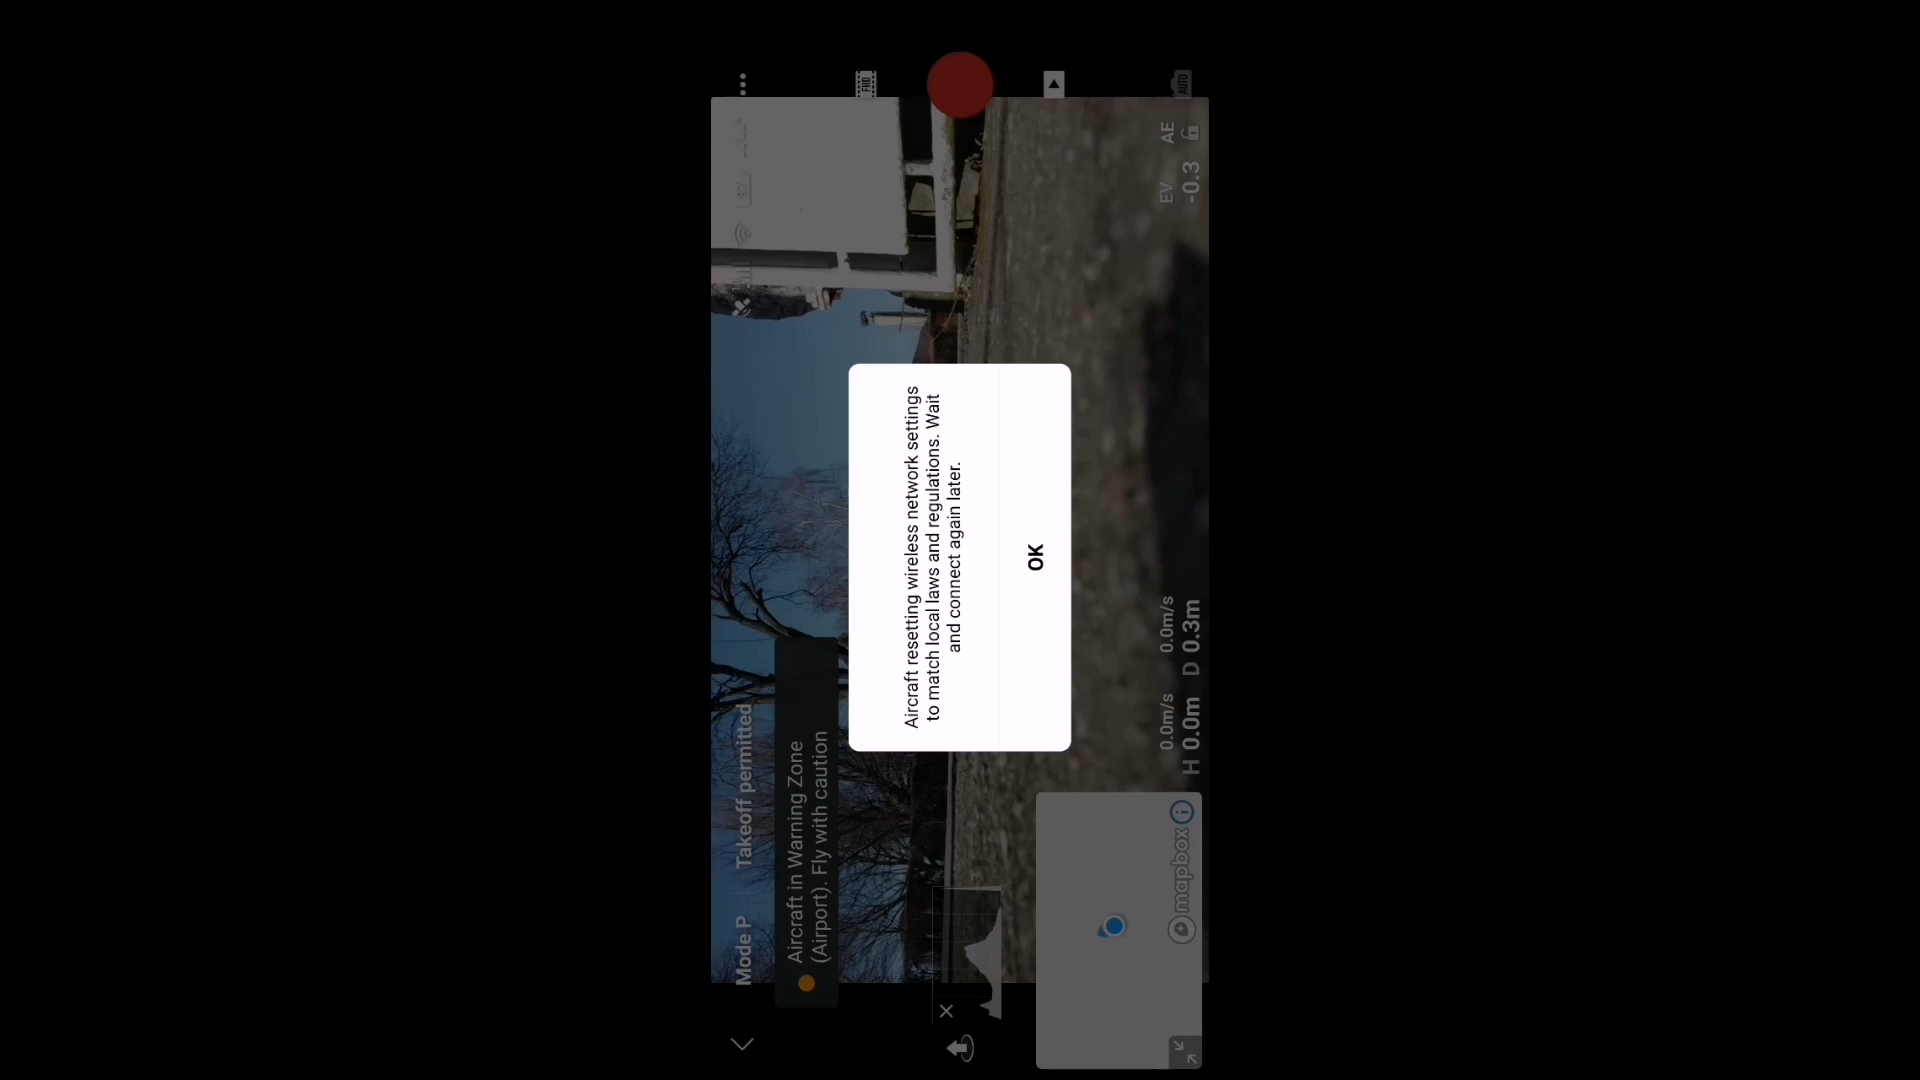 Mode P
Takeoff permitted
Aircraft in Warning Zone
(Airport). Fly with caution
Aircraft resetting wireless network settings
to match local laws and regulations. Wait
and connect again later.
OK
FHD
AUTO
AE
EV
-0.3
0.0m/s
0.0m/s
H 0.0m
D 0.3m
mapbox